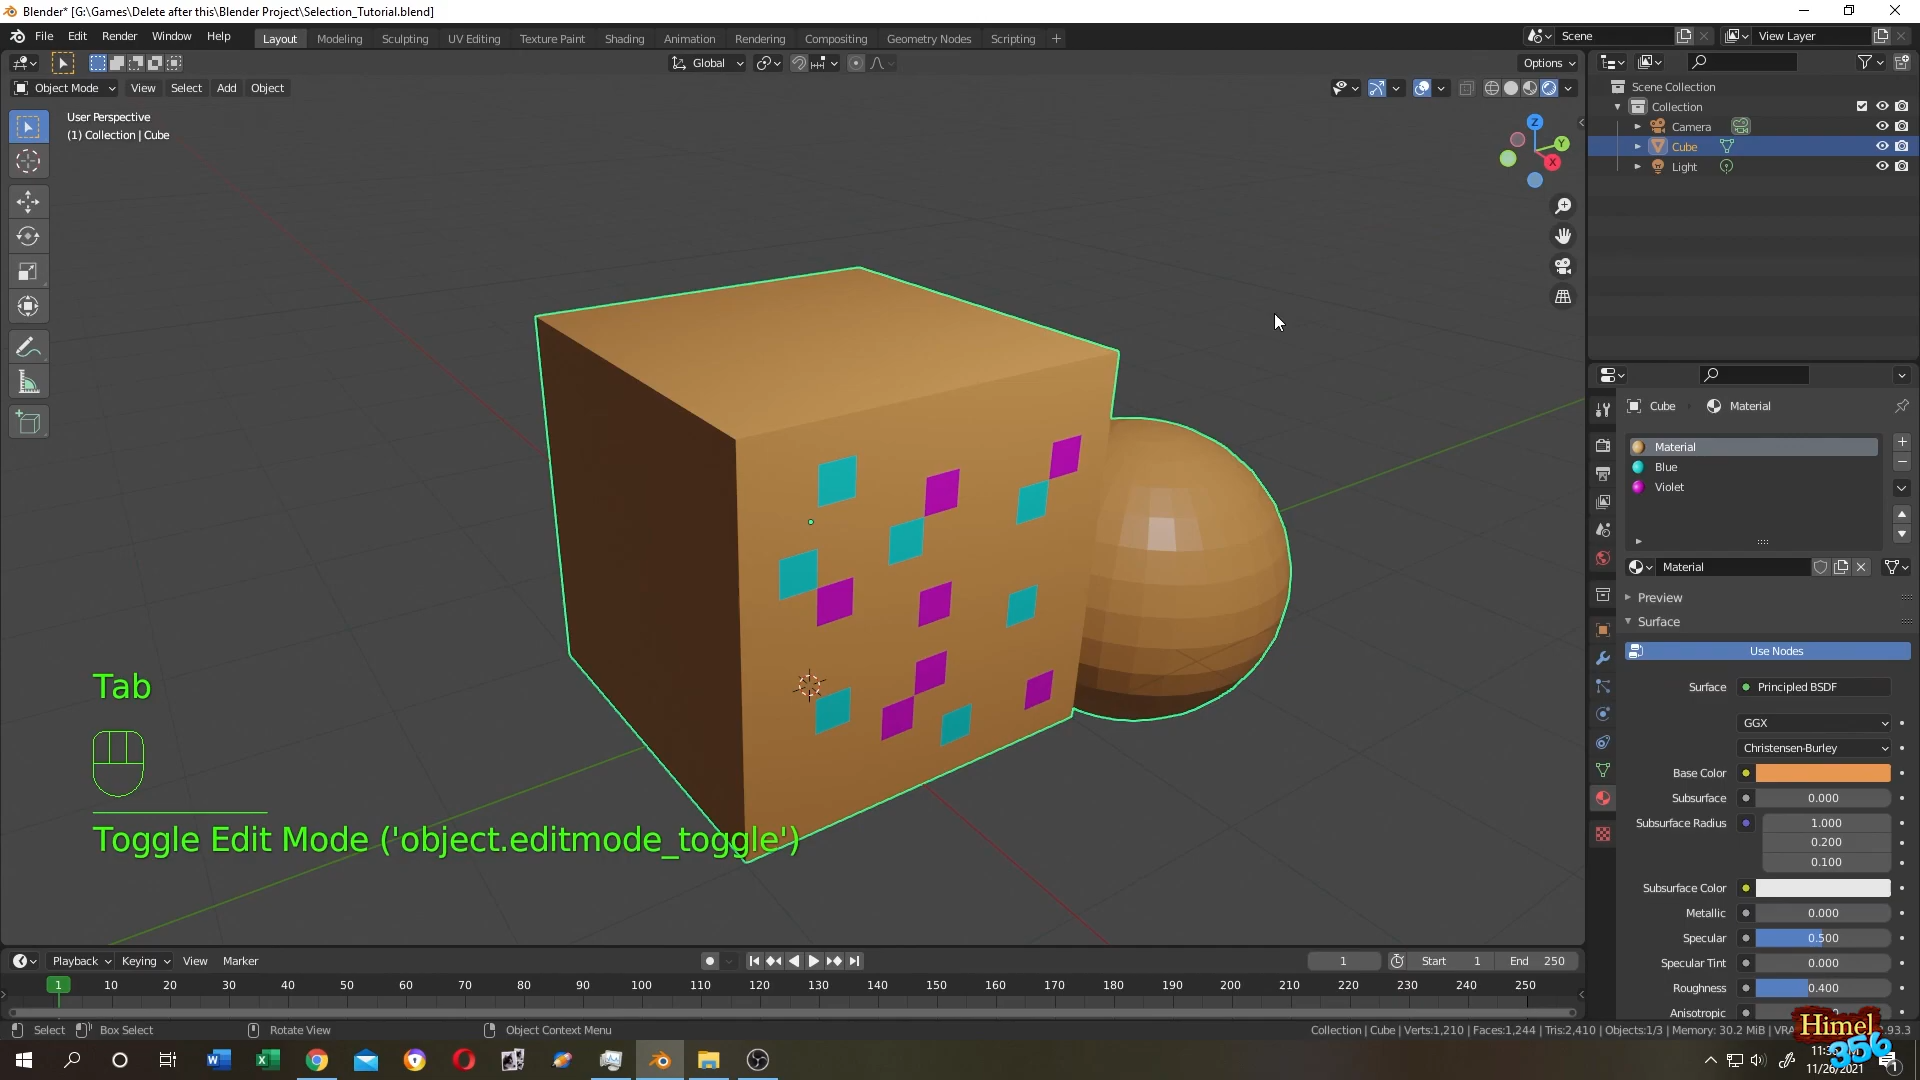 Blender* [G:\Games\Delete after this\Blender Project\Selection_Tutorial.blend]
File Edit Render Window Help
Layout Modeling Sculpting UV Editing Texture Paint Shading Animation Rendering Compositing Geometry Nodes Scripting
Scene
View Layer
Global
Options
Object Mode View Select Add Object
User Perspective
(1) Collection | Cube
Z
Y
X
Scene Collection
Collection
Camera
Cube
Light
Cube Material
Material
Blue
Violet
Material
Preview
Surface
Use Nodes
Surface Principled BSDF
GGX
Christensen-Burley
Base Color
Subsurface 0.000
Subsurface Radius 1.000
0.200
0.100
Subsurface Color
Metallic 0.000
Specular 0.500
Specular Tint 0.000
Roughness 0.400
Anisotropic
Tab
Toggle Edit Mode ('object.editmode_toggle')
Playback Keying View Marker
1 Start 1 End 250
1 10 20 30 40 50 60 70 80 90 100 110 120 130 140 150 160 170 180 190 200 210 220 230 240 250
Select Box Select Rotate View Object Context Menu
Collection | Cube | Verts:1,210 | Faces:1,244 | Tris:2,410 | Objects:1/3 | Memory: 30.2 MiB
Himel
356
11/26/2021
1